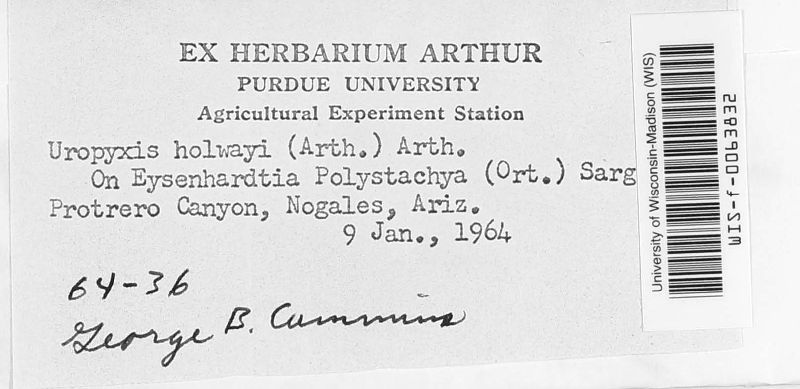 EX HERBARIUM ARTHUR
PURDUE UNIVERSITY
Agricultural Experiment Station
Uropyxis holwayi (Arth.) Arth.
On Eysenhardtia Polystachya (Ort.) Sarg
Protrero Canyon, Nogales, Ariz.
9 Jan., 1964
64-36
George B. Cummins
University of Wisconsin-Madison (WIS)
WIS-f-0063832